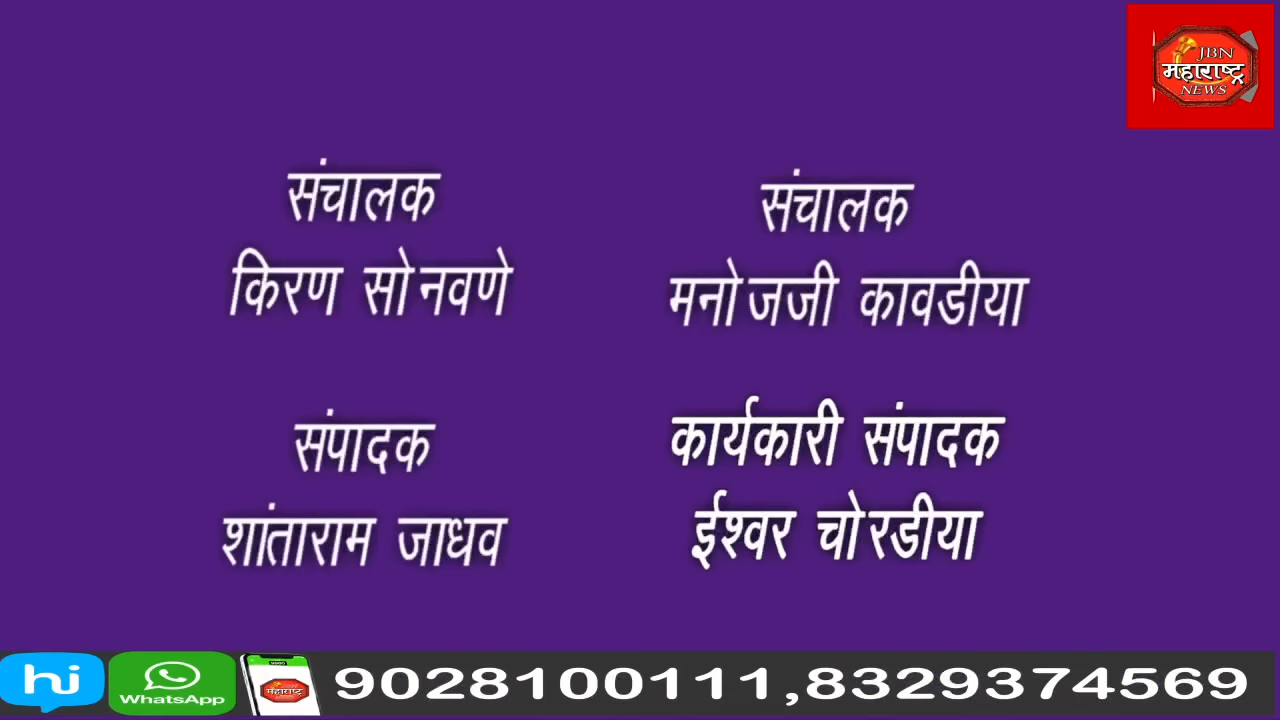 JBN
महाराष्ट्र
NEWS
संचालक
किरण सोनवणे
संचालक
मनोजजी कावडीया
संपादक
शांताराम जाधव
कार्यकारी संपादक
ईश्वर चोरडीया
hi
WhatsApp
महाराष्ट्र
9028100111,8329374569